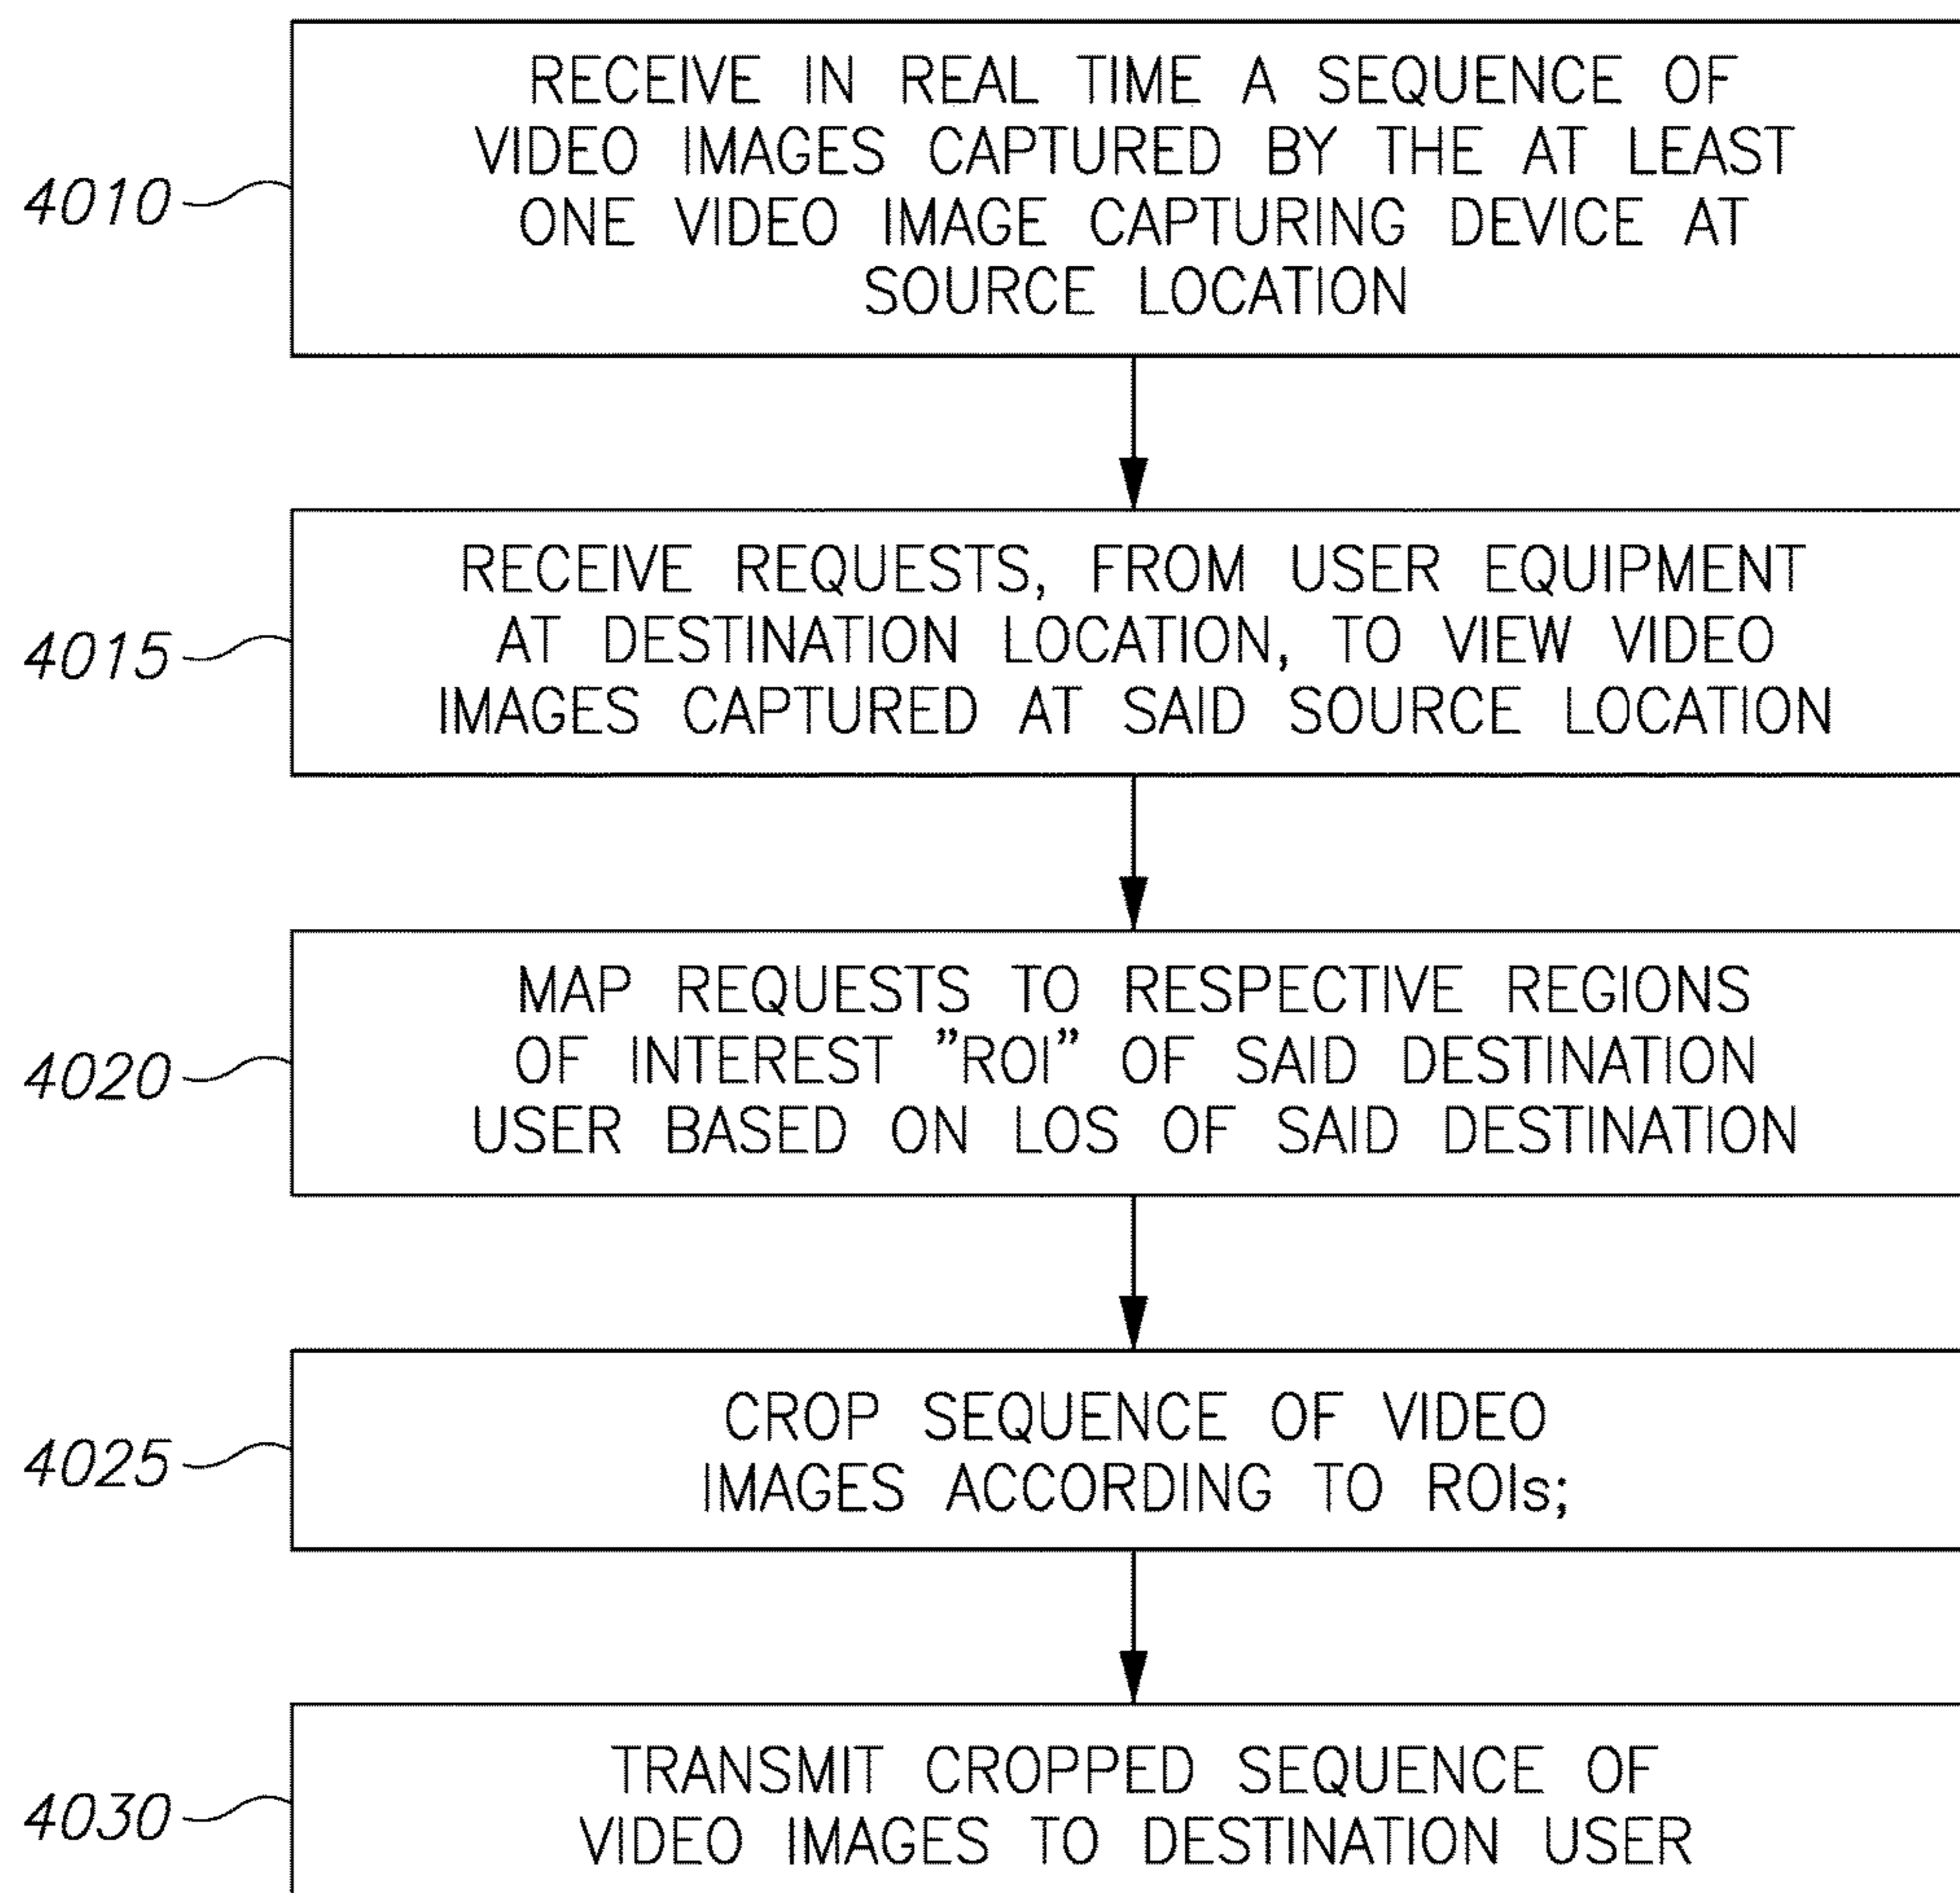 4010
RECEIVE IN REAL TIME A SEQUENCE OF
VIDEO IMAGES CAPTURED BY THE AT LEAST
ONE VIDEO IMAGE CAPTURING DEVICE AT
SOURCE LOCATION
4015
RECEIVE REQUESTS, FROM USER EQUIPMENT
AT DESTINATION LOCATION, TO VIEW VIDEO
IMAGES CAPTURED AT SAID SOURCE LOCATION
4020
MAP REQUESTS TO RESPECTIVE REGIONS
OF INTEREST ”ROI” OF SAID DESTINATION
USER BASED ON LOS OF SAID DESTINATION
4025
CROP SEQUENCE OF VIDEO
IMAGES ACCORDING TO ROIs;
4030
TRANSMIT CROPPED SEQUENCE OF
VIDEO IMAGES TO DESTINATION USER